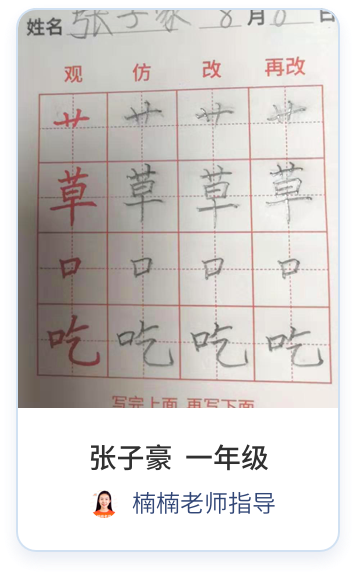 姓名 张子豪 8月6日
观 仿 改 再改
艹 艹 艹 艹
草 草 草 草
口 口 口 口
吃 吃 吃 吃
写完上面 再写下面
张子豪 一年级
楠楠老师指导